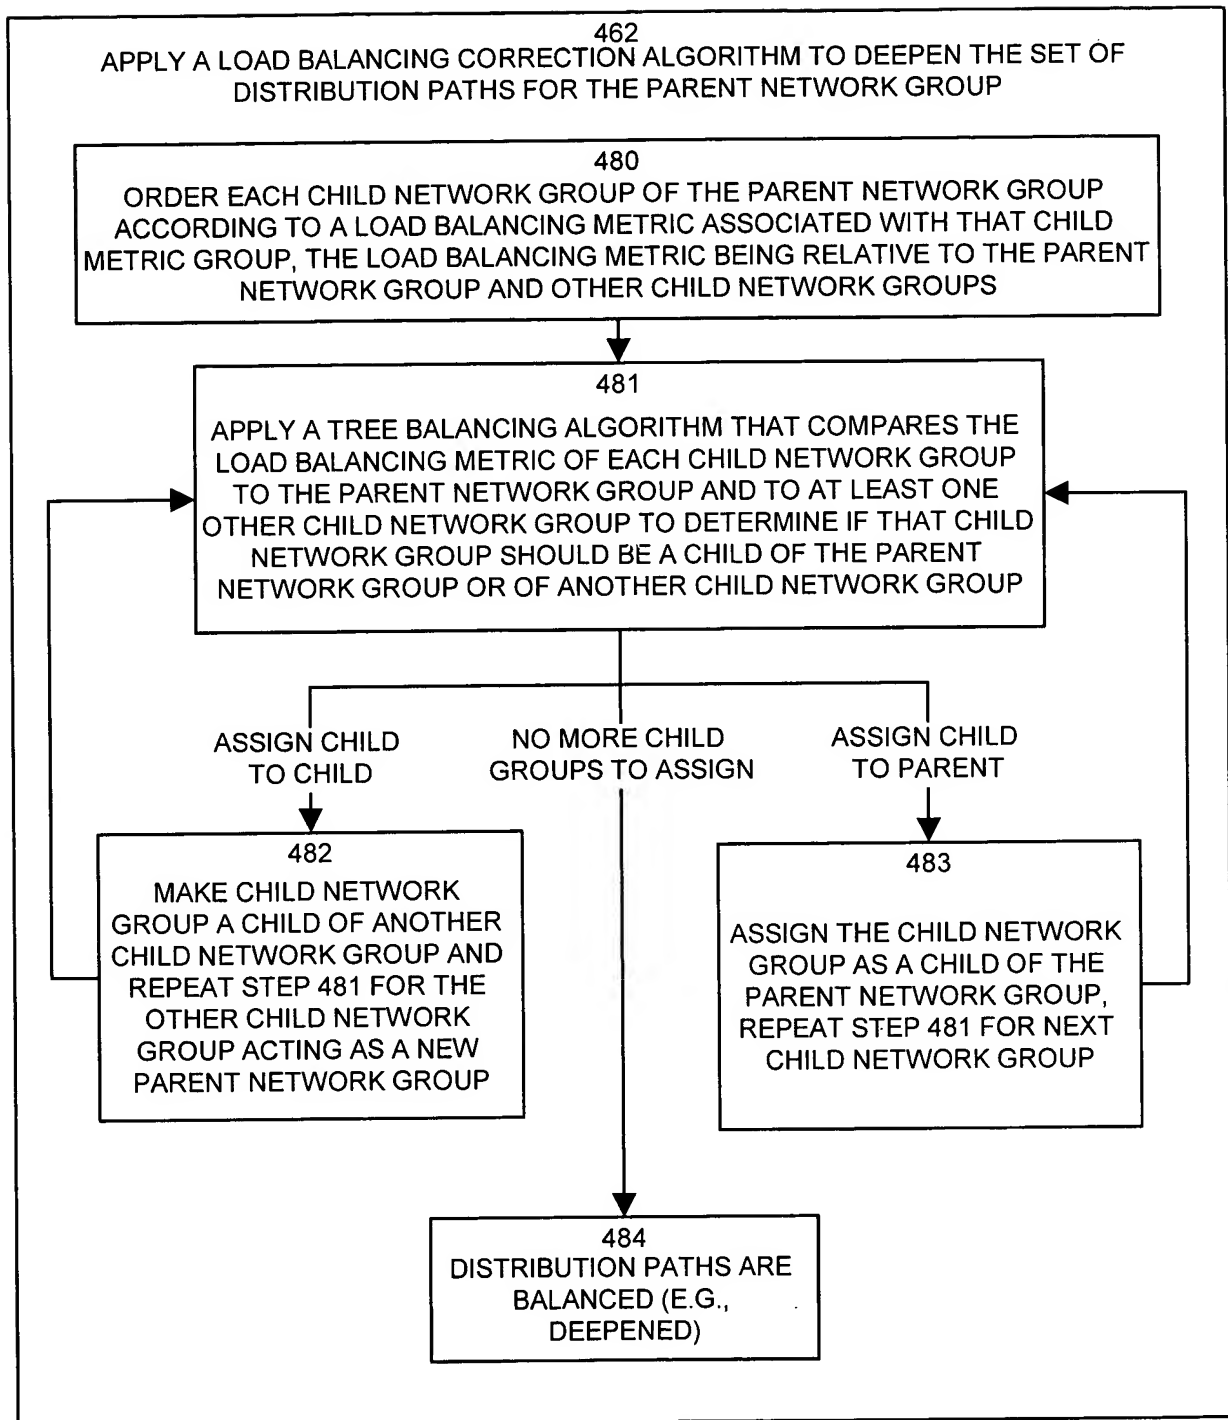 462
APPLY A LOAD BALANCING CORRECTION ALGORITHM TO DEEPEN THE SET OF
DISTRIBUTION PATHS FOR THE PARENT NETWORK GROUP
480
ORDER EACH CHILD NETWORK GROUP OF THE PARENT NETWORK GROUP
ACCORDING TO A LOAD BALANCING METRIC ASSOCIATED WITH THAT CHILD
METRIC GROUP, THE LOAD BALANCING METRIC BEING RELATIVE TO THE PARENT
NETWORK GROUP AND OTHER CHILD NETWORK GROUPS
481
APPLY A TREE BALANCING ALGORITHM THAT COMPARES THE
LOAD BALANCING METRIC OF EACH CHILD NETWORK GROUP
TO THE PARENT NETWORK GROUP AND TO AT LEAST ONE
OTHER CHILD NETWORK GROUP TO DETERMINE IF THAT CHILD
NETWORK GROUP SHOULD BE A CHILD OF THE PARENT
NETWORK GROUP OR OF ANOTHER CHILD NETWORK GROUP
ASSIGN CHILD
TO CHILD
NO MORE CHILD
GROUPS TO ASSIGN
ASSIGN CHILD
TO PARENT
482
MAKE CHILD NETWORK
GROUP A CHILD OF ANOTHER
CHILD NETWORK GROUP AND
REPEAT STEP 481 FOR THE
OTHER CHILD NETWORK
GROUP ACTING AS A NEW
PARENT NETWORK GROUP
483
ASSIGN THE CHILD NETWORK
GROUP AS A CHILD OF THE
PARENT NETWORK GROUP,
REPEAT STEP 481 FOR NEXT
CHILD NETWORK GROUP
484
DISTRIBUTION PATHS ARE
BALANCED (E.G.,
DEEPENED)